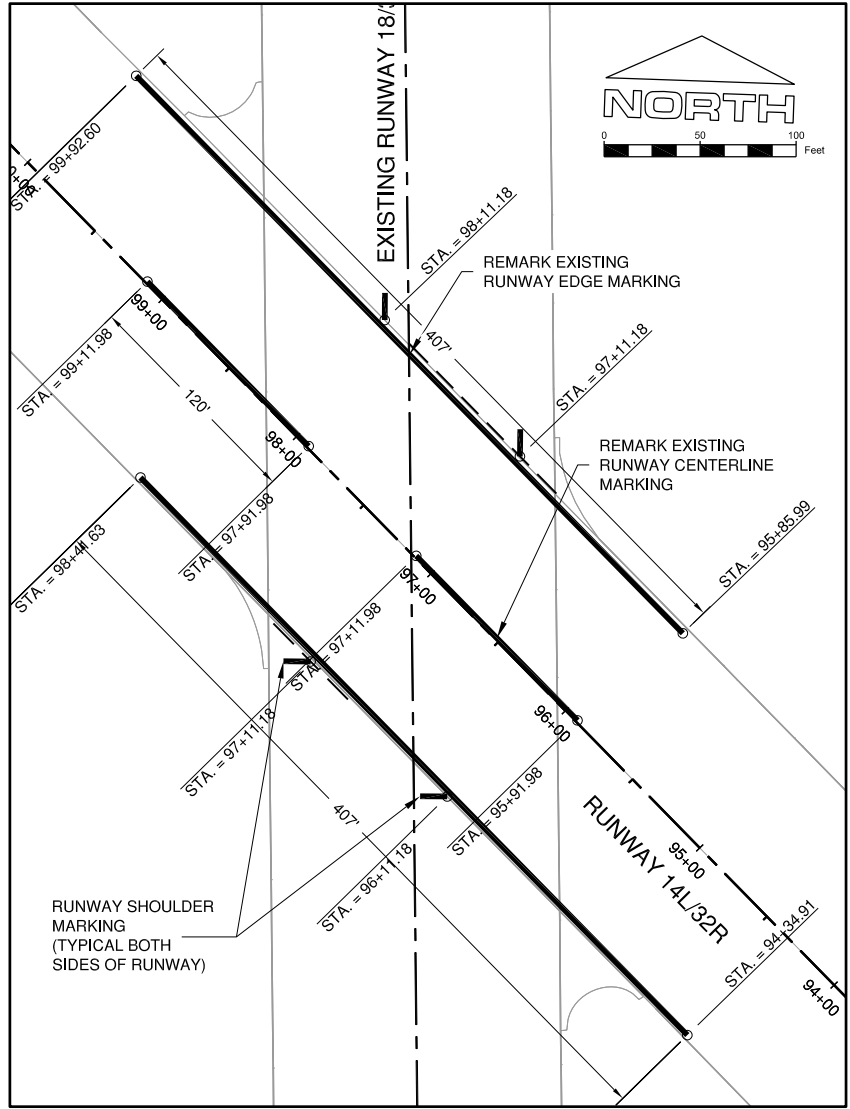 EXISTING RUNWAY 18/3
NORTH
0 50 100
Feet
STA. = 99+92.60
STA. = 98+11.18
REMARK EXISTING
RUNWAY EDGE MARKING
407'
STA. = 97+11.18
99+00
STA. = 99+11.98
120'
98+00
REMARK EXISTING
RUNWAY CENTERLINE
MARKING
STA. = 97+91.98
STA. = 98+41.63
STA. = 95+85.99
97+00
STA. = 97+11.98
96+00
STA. = 97+11.18
STA. = 95+91.98
407'
RUNWAY 14L/32R
95+00
STA. = 96+11.18
RUNWAY SHOULDER
MARKING
(TYPICAL BOTH
SIDES OF RUNWAY)
STA. = 94+34.91
94+00